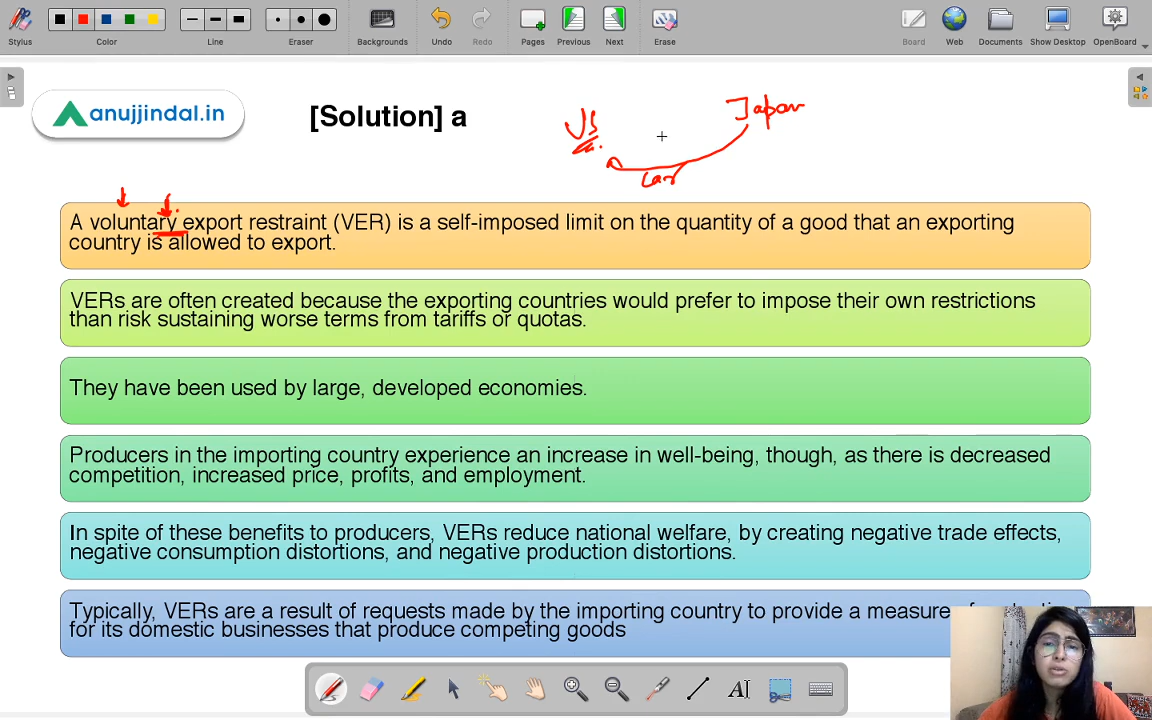 Stylus
Color
Line
Eraser
Backgrounds
Undo
Redo
Pages
Previous
Next
Erase
Board
Web
Documents
Show Desktop
OpenBoard
anujjindal.in
[Solution] a
US
Japan
Car
A voluntary export restraint (VER) is a self-imposed limit on the quantity of a good that an exporting
country is allowed to export.
VERs are often created because the exporting countries would prefer to impose their own restrictions
than risk sustaining worse terms from tariffs or quotas.
They have been used by large, developed economies.
Producers in the importing country experience an increase in well-being, though, as there is decreased
competition, increased price, profits, and employment.
In spite of these benefits to producers, VERs reduce national welfare, by creating negative trade effects,
negative consumption distortions, and negative production distortions.
Typically, VERs are a result of requests made by the importing country to provide a measure
for its domestic businesses that produce competing goods